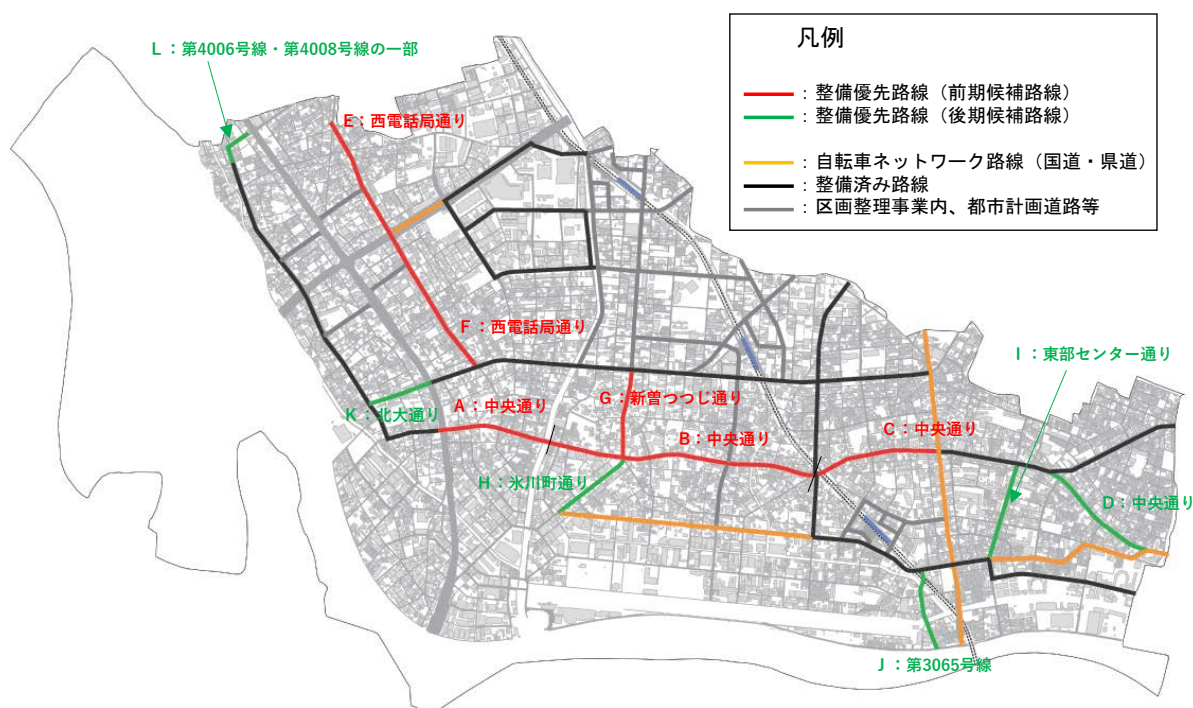 凡例
：整備優先路線（前期候補路線）
：整備優先路線（後期候補路線）
：自転車ネットワーク路線（国道・県道）
：整備済み路線
：区画整理事業内、都市計画道路等
L：第4006号線・第4008号線の一部
E：西電話局通り
F：西電話局通り
I：東部センター通り
K：北大通り
A：中央通り
G：新曽つつじ通り
B：中央通り
C：中央通り
H：氷川町通り
D：中央通り
J：第3065号線